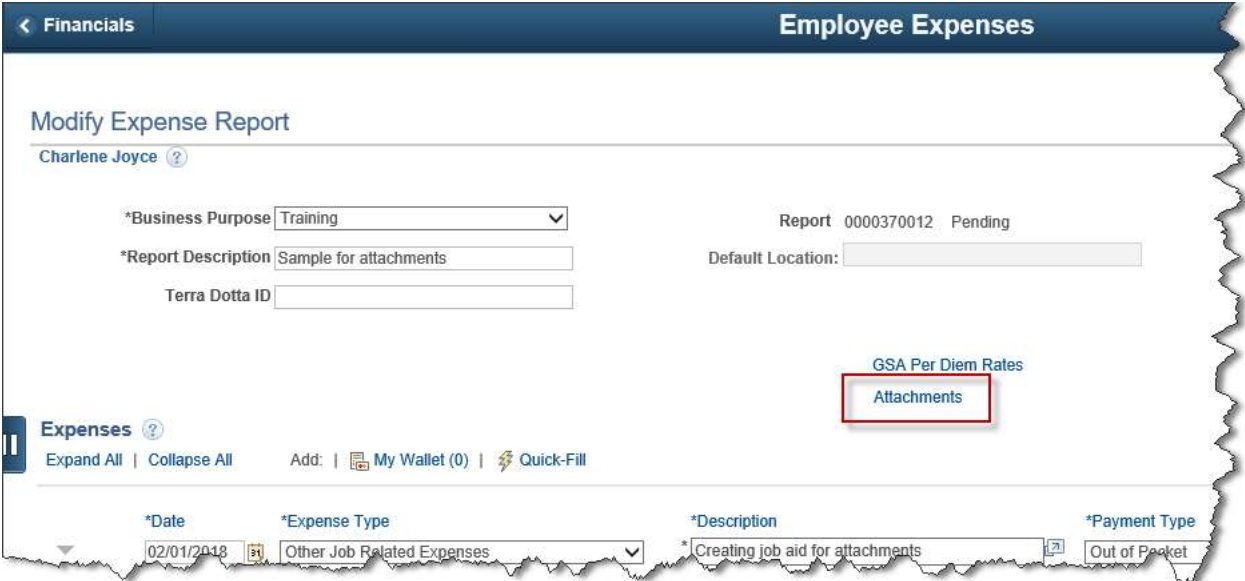 Financials
Employee Expenses
Modify Expense Report
Charlene Joyce ?
*Business Purpose Training
Report 0000370012 Pending
*Report Description Sample for attachments
Default Location:
Terra Dotta ID
GSA Per Diem Rates
Attachments
Expenses ?
Expand All | Collapse All Add: | My Wallet (0) | Quick-Fill
*Date *Expense Type *Description *Payment Type
02/01/2018 31 Other Job Related Expenses * Creating job aid for attachments Out of Pocket